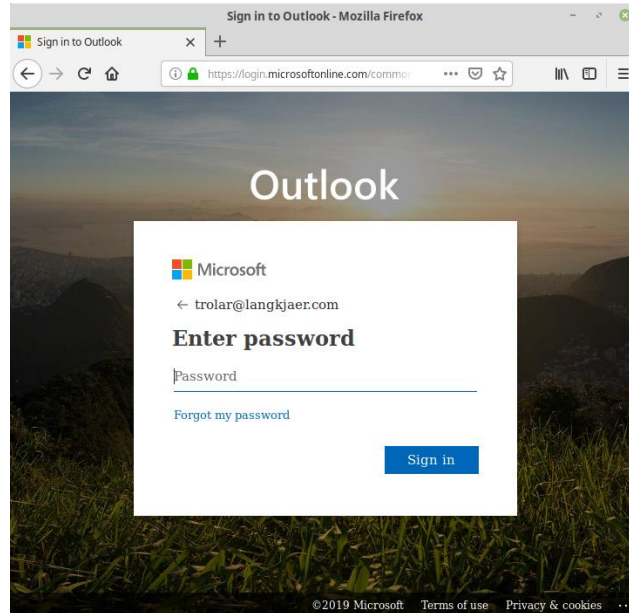 Sign in to Outlook - Mozilla Firefox
Sign in to Outlook
https://login.microsoftonline.com/commo
Outlook
Microsoft
← trolar@langkjaer.com
Enter password
Password
Forgot my password
Sign in
©2019 Microsoft Terms of use Privacy & cookies ...